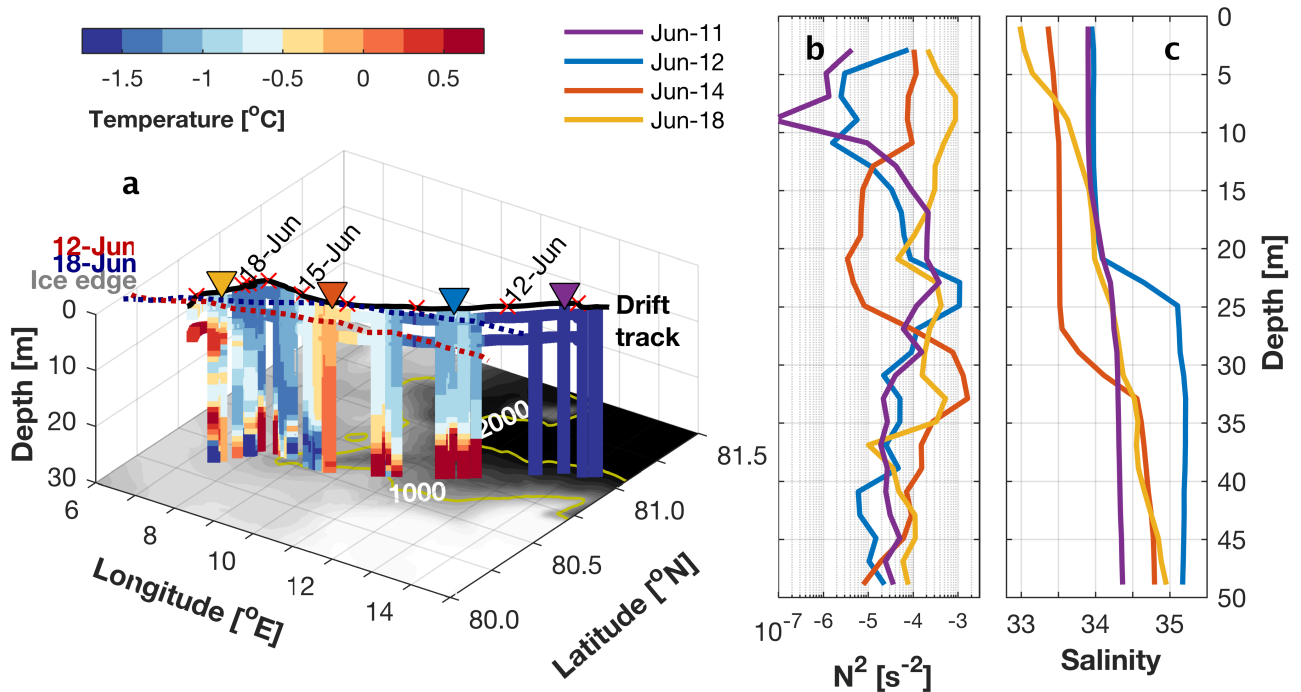 -1.5 -1 -0.5 0 0.5
Temperature [°C]
Jun-11
Jun-12
Jun-14
Jun-18
a
12-Jun
18-Jun
Ice edge
18-Jun
15-Jun
12-Jun
Drift
track
0
10
20
30
Depth [m]
2000
1000
6
8
10
12
14
Longitude [°E]
80.0
80.5
81.0
81.5
Latitude [°N]
b
10⁻⁷ -6 -5 -4 -3
N² [s⁻²]
c
0
5
10
15
20
25
30
35
40
45
50
Depth [m]
33 34 35
Salinity